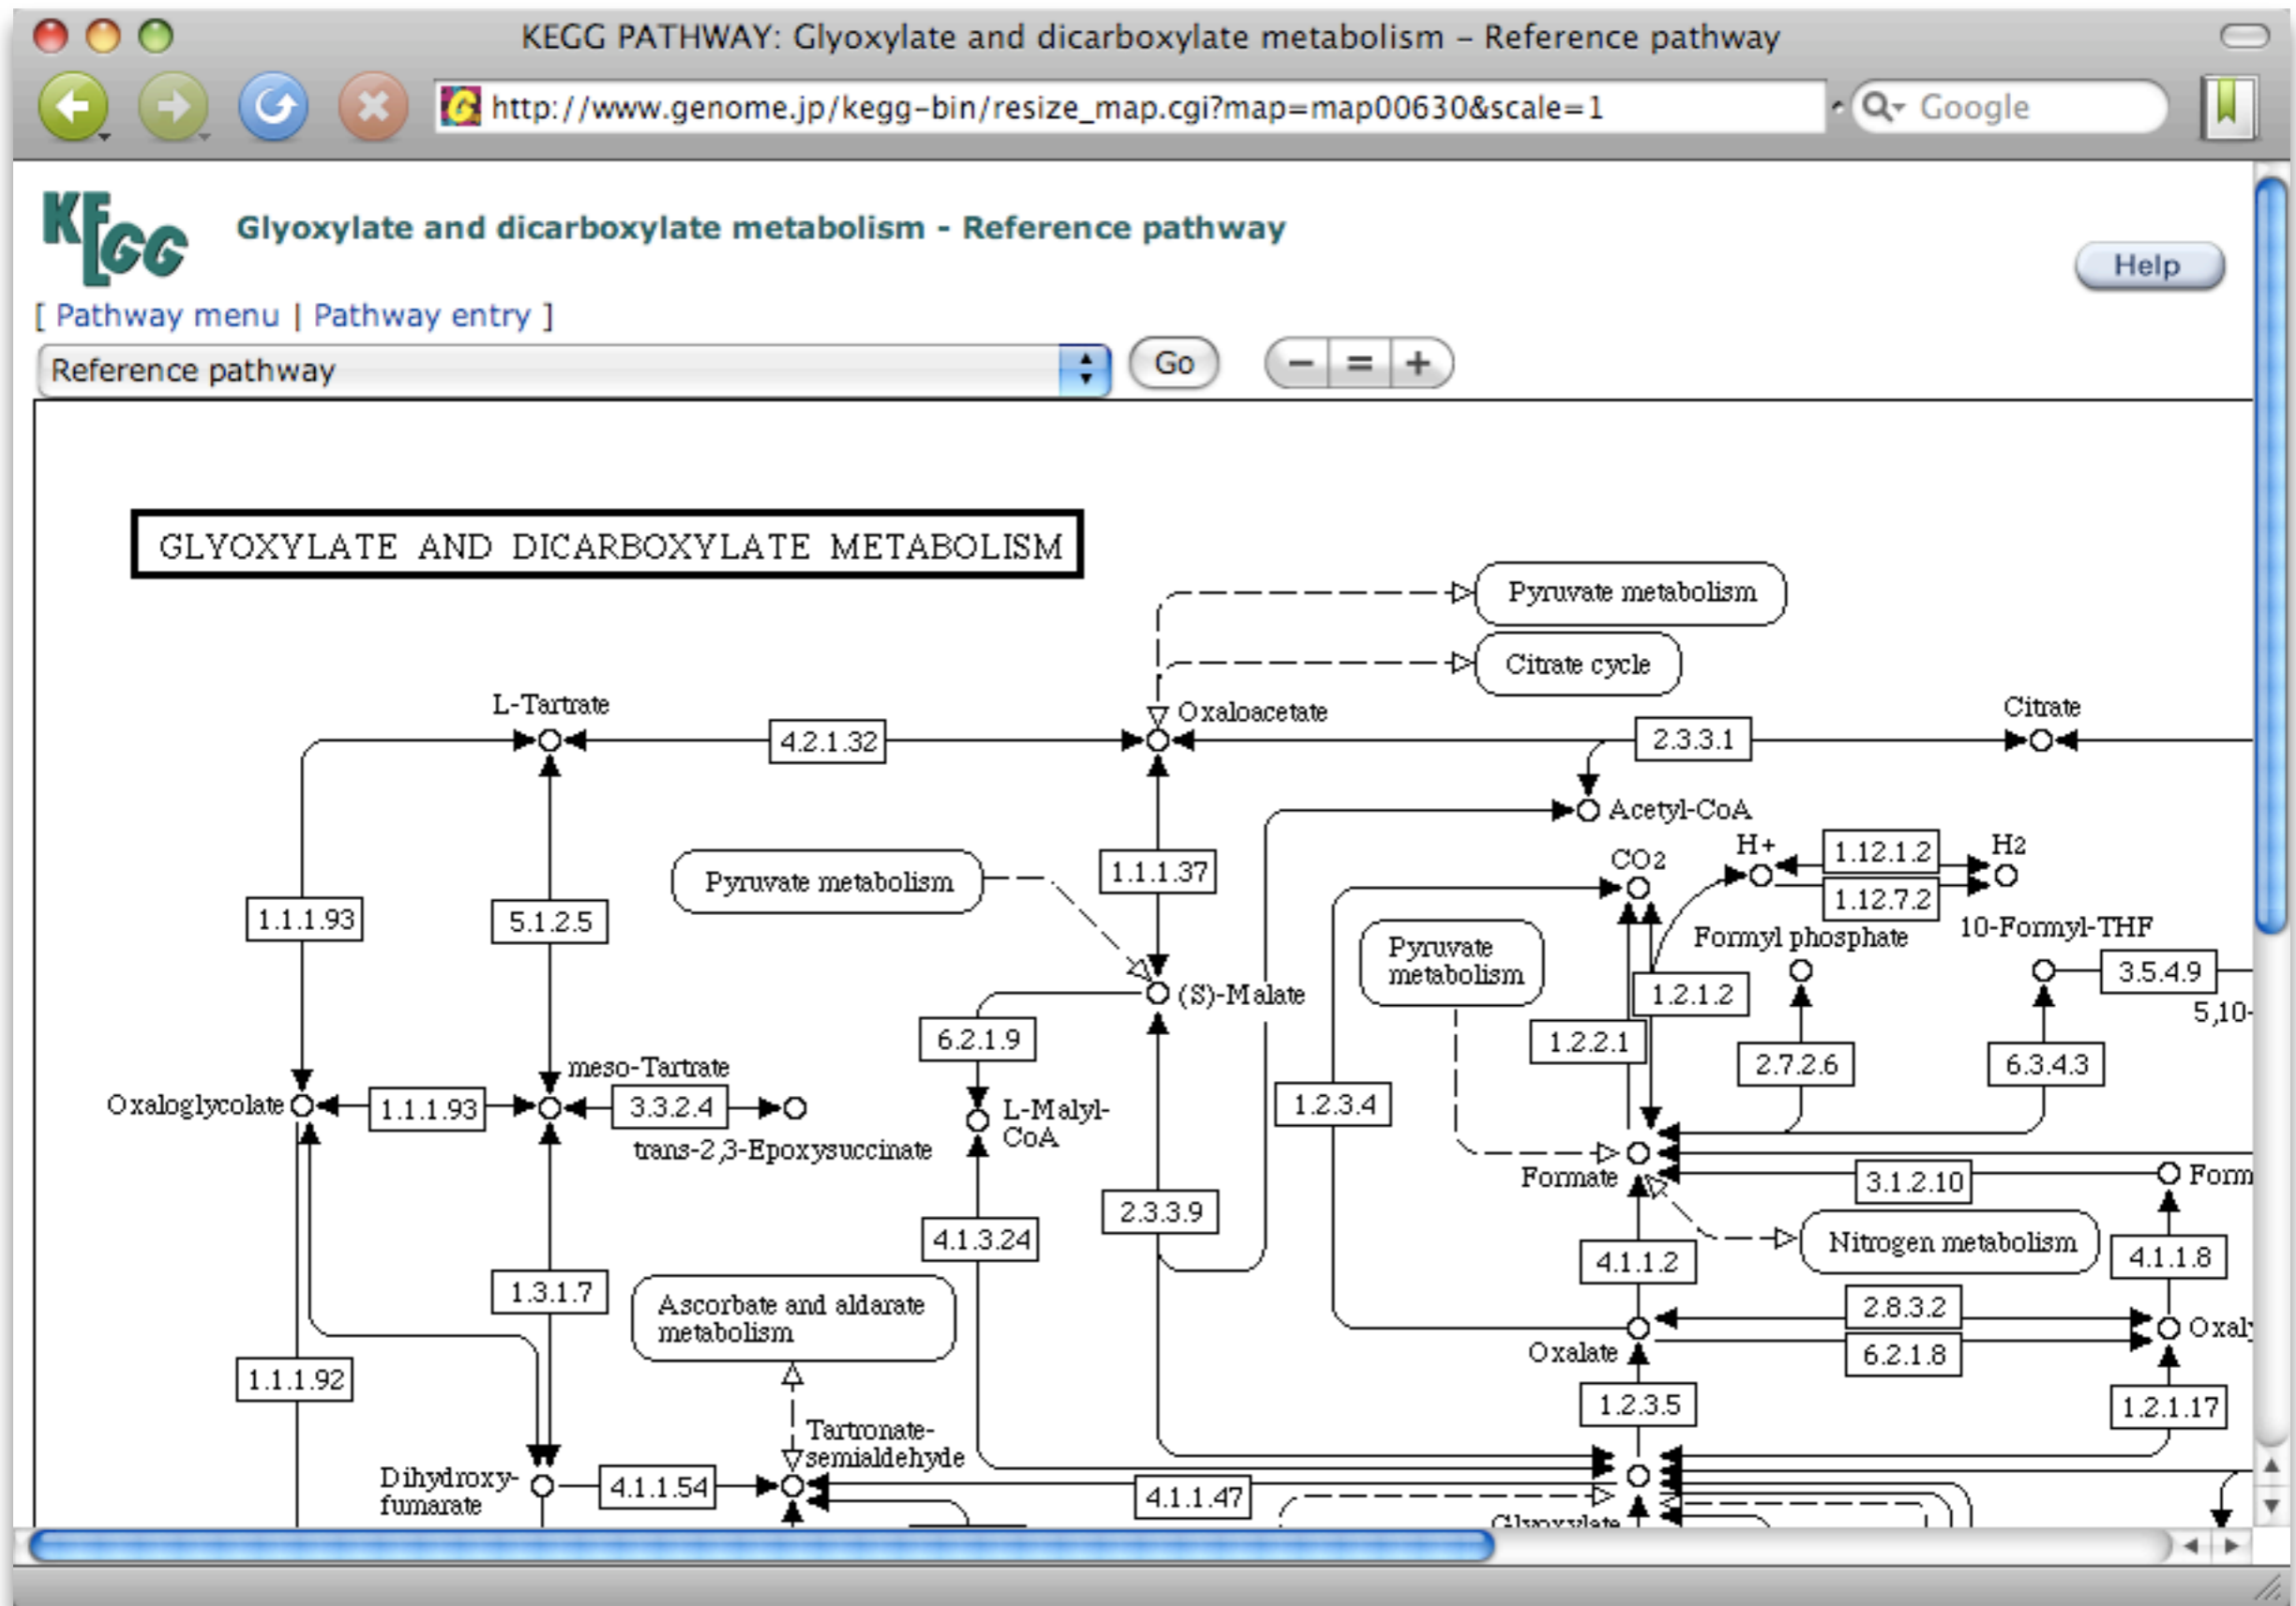 KEGG PATHWAY: Glyoxylate and dicarboxylate metabolism – Reference pathway
http://www.genome.jp/kegg-bin/resize_map.cgi?map=map00630&scale=1
Google
KEGG
Glyoxylate and dicarboxylate metabolism - Reference pathway
Help
[ Pathway menu | Pathway entry ]
Reference pathway
Go
− = +
GLYOXYLATE AND DICARBOXYLATE METABOLISM
Pyruvate metabolism
Citrate cycle
L-Tartrate
Oxaloacetate
Citrate
4.2.1.32
2.3.3.1
Acetyl-CoA
H+
1.12.1.2
H2
CO2
Pyruvate metabolism
1.1.1.37
1.12.7.2
1.1.1.93
5.1.2.5
Pyruvate
metabolism
Formyl phosphate
10-Formyl-THF
3.5.4.9
(S)-Malate
1.2.1.2
5,10-
6.2.1.9
1.2.2.1
2.7.2.6
6.3.4.3
meso-Tartrate
Oxaloglycolate
1.1.1.93
3.3.2.4
L-Malyl-
CoA
1.2.3.4
trans-2,3-Epoxysuccinate
Formate
3.1.2.10
Form
2.3.3.9
4.1.3.24
Nitrogen metabolism
4.1.1.2
4.1.1.8
1.3.1.7
Ascorbate and aldarate
metabolism
2.8.3.2
Oxaly
6.2.1.8
Oxalate
1.1.1.92
1.2.3.5
1.2.1.17
Tartronate-
semialdehyde
Dihydroxy-
fumarate
4.1.1.54
4.1.1.47
Glyoxylate